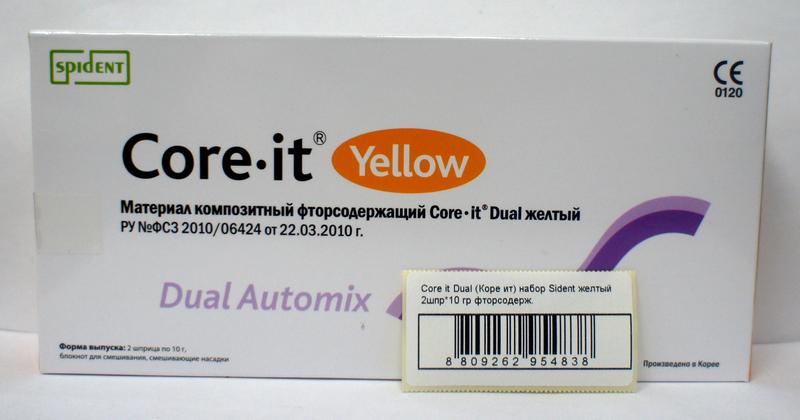 SPIDENT
CE
0120
Core·it® Yellow
Материал композитный фторсодержащий Core·it® Dual желтый
РУ №ФСЗ 2010/06424 от 22.03.2010 г.
Dual Automix
Core it Dual (Коре ит) набор Sident желтый
2шпр*10 гр фторсодерж.
8 809262 954838
Форма выпуска: 2 шприца по 10 г,
блокнот для смешивания, смешивающие насадки
Произведено в Корее